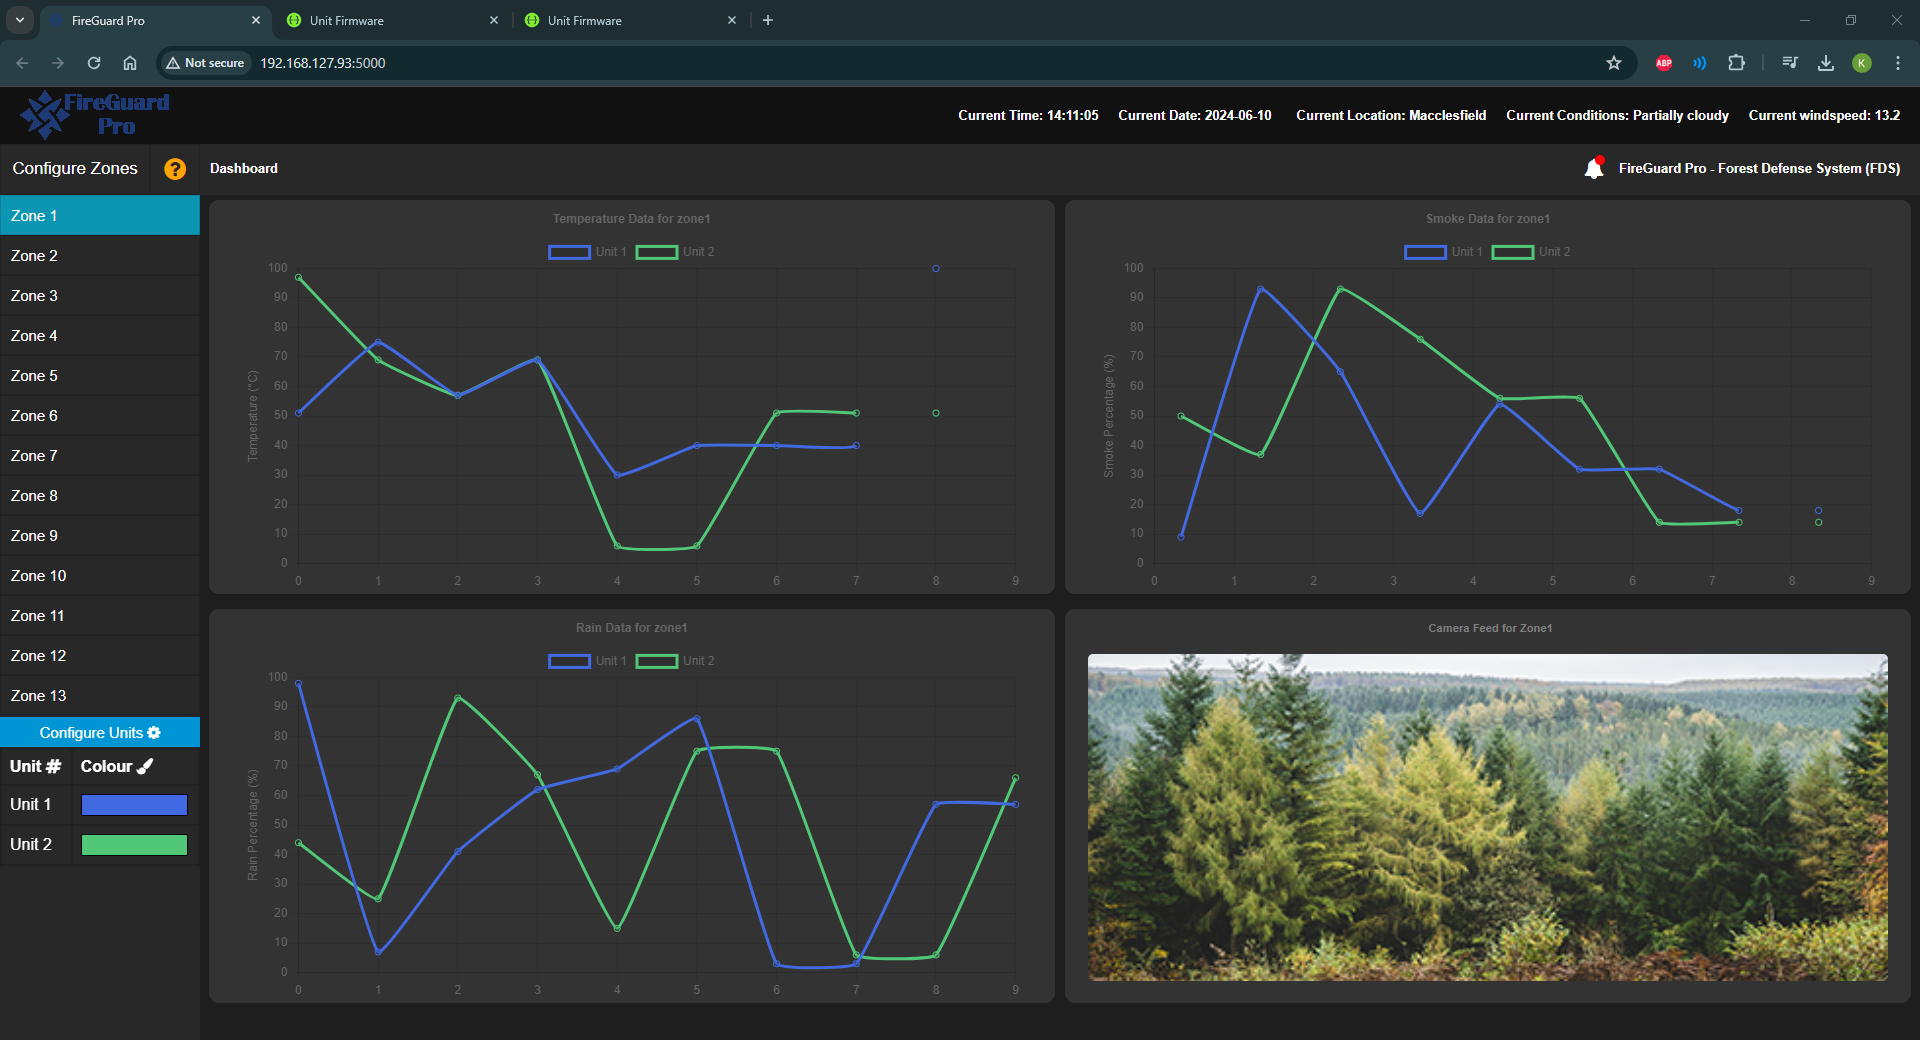 FireGuard Pro
Unit Firmware
Unit Firmware
Not secure
192.168.127.93:5000
ABP
K
FireGuard
Pro
Current Time: 14:11:05
Current Date: 2024-06-10
Current Location: Macclesfield
Current Conditions: Partially cloudy
Current windspeed: 13.2
Configure Zones
?
Dashboard
FireGuard Pro - Forest Defense System (FDS)
Zone 1
Zone 2
Zone 3
Zone 4
Zone 5
Zone 6
Zone 7
Zone 8
Zone 9
Zone 10
Zone 11
Zone 12
Zone 13
Configure Units
Unit #
Colour
Unit 1
Unit 2
Temperature Data for zone1
Unit 1
Unit 2
Temperature (°C)
100
90
80
70
60
50
40
30
20
10
0
0 1 2 3 4 5 6 7 8 9
Smoke Data for zone1
Unit 1
Unit 2
Smoke Percentage (%)
100
90
80
70
60
50
40
30
20
10
0
0 1 2 3 4 5 6 7 8 9
Rain Data for zone1
Unit 1
Unit 2
Rain Percentage (%)
100
90
80
70
60
50
40
30
20
10
0
0 1 2 3 4 5 6 7 8 9
Camera Feed for Zone1